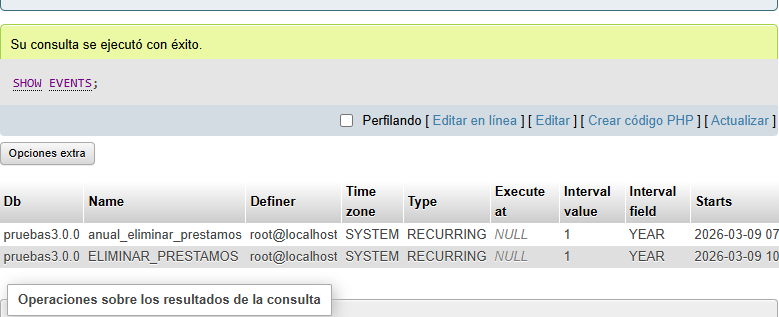 Su consulta se ejecutó con éxito.
SHOW EVENTS;
Perfilando [ Editar en línea ] [ Editar ] [ Crear código PHP ] [ Actualizar ]
Opciones extra
Db Name Definer Time zone Type Execute at Interval value Interval field Starts
pruebas3.0.0 anual_eliminar_prestamos root@localhost SYSTEM RECURRING NULL 1 YEAR 2026-03-09 07
pruebas3.0.0 ELIMINAR_PRESTAMOS root@localhost SYSTEM RECURRING NULL 1 YEAR 2026-03-09 10
Operaciones sobre los resultados de la consulta